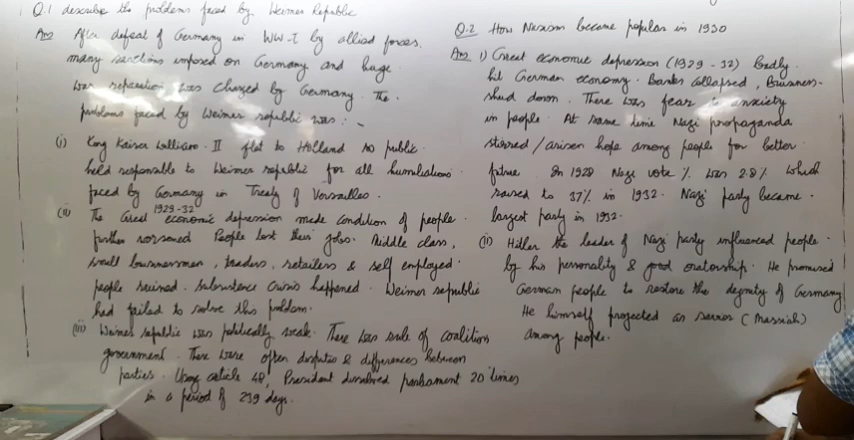 Q.1 describe the problems faced by Weimer Republic
Ans After defeat of Germany in WW-I by allied forces.
many sanctions imposed on Germany and huge
war reparation was charged by Germany. The
problems faced by Weimer republic was : -
(i) King Kaiser William - II flet to Holland so public
held responsible to Weimer republic for all humiliations
faced by Germany in Treaty of Versailles.
(ii) The Great 1929-32 economic depression made condition of people
further worsened People lost their jobs. Middle class,
small businessmen, traders, retailers & self employed
people ruined. Subsistence Crisis happened. Weimer republic
had failed to solve this problem.
(iii) Weimer republic was politically weak. There was rule of coalition
government. There were often disputes & differences between
parties. Using article 48, President dissolved parliament 20 times
in a period of 239 days.
Q.2 How Nazism became popular in 1930
Ans i) Great economic depression (1929-32) badly
hit German economy. Banks collapsed, Business
shud down. There was fear & anxiety
in people. At same time Nazi propaganda
stirred / arisen hope among people for better
future. In 1928 Nazi vote % was 2.8% which
raised to 37% in 1932. Nazi party became
largest party in 1932.
(ii) Hitler the leader of Nazi party influenced people
by his personality & good oratorship. He promised
German people to restore the dignity of Germany
He himself projected as savior (Massiah)
among people.